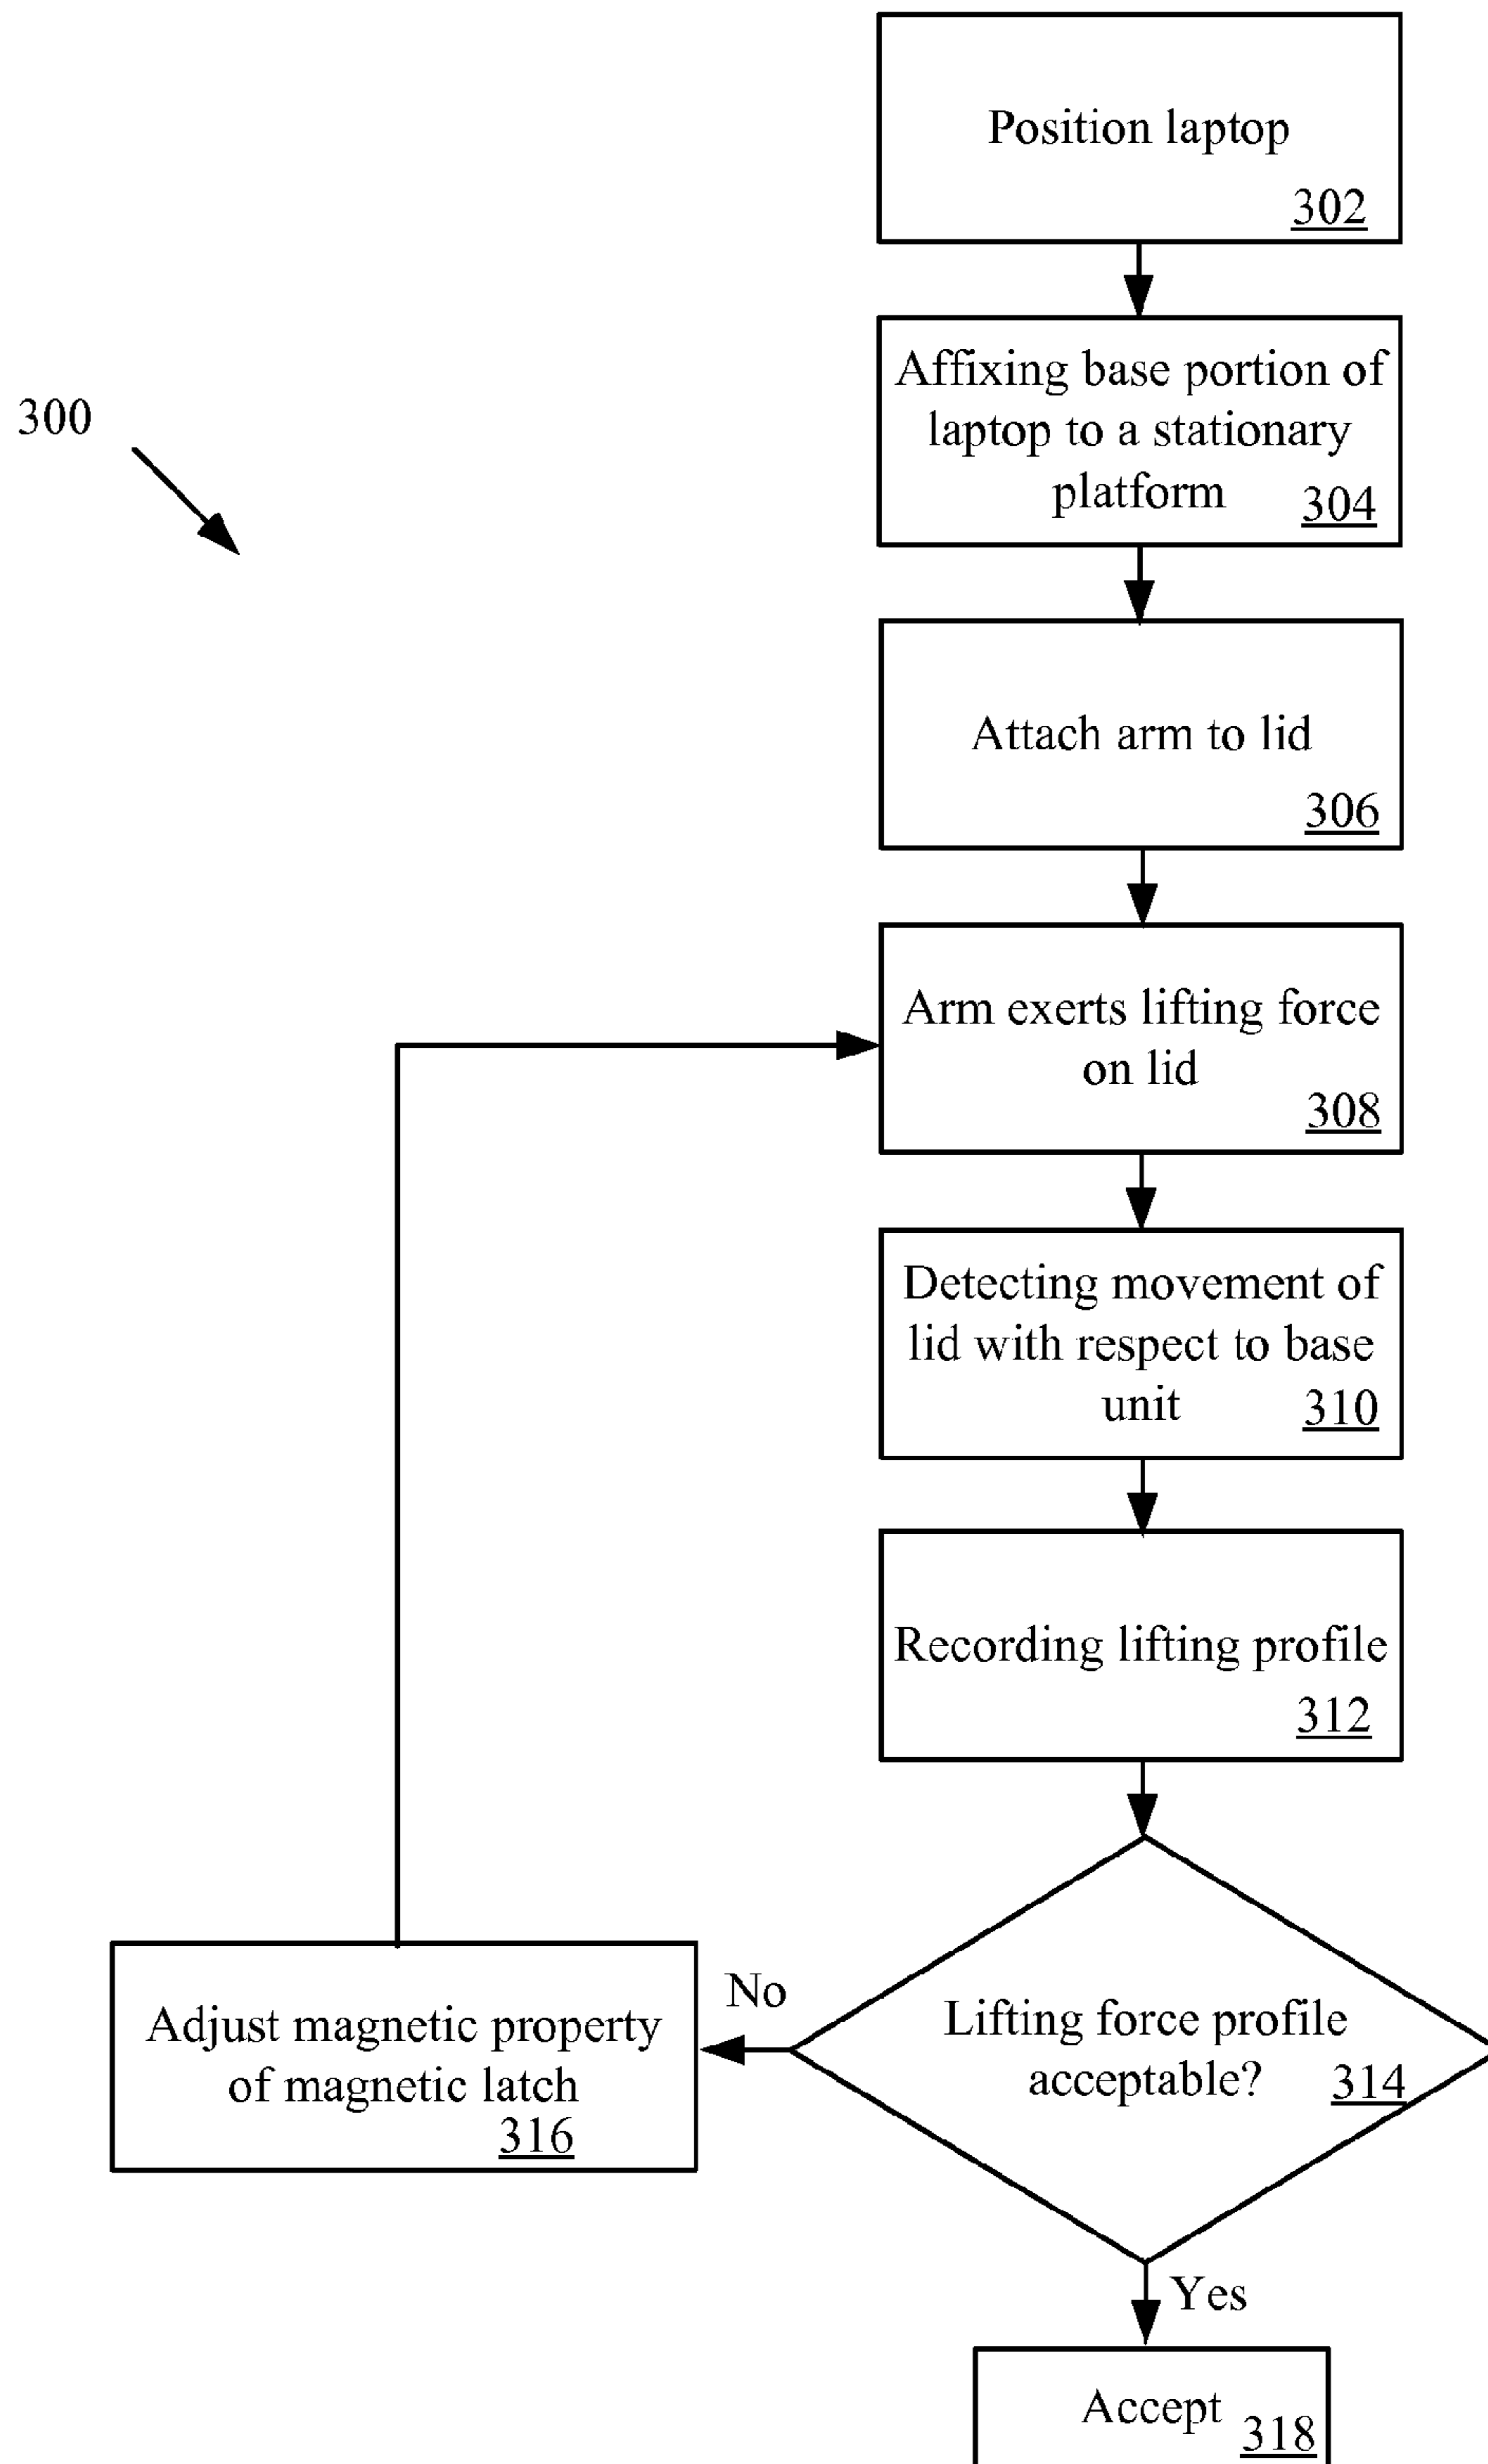 Position laptop
302
300
Affixing base portion of
laptop to a stationary
platform
304
Attach arm to lid
306
Arm exerts lifting force
on lid
308
Detecting movement of
lid with respect to base
unit
310
Recording lifting profile
312
No
Lifting force profile
acceptable?
314
Adjust magnetic property
of magnetic latch
316
Yes
Accept
318